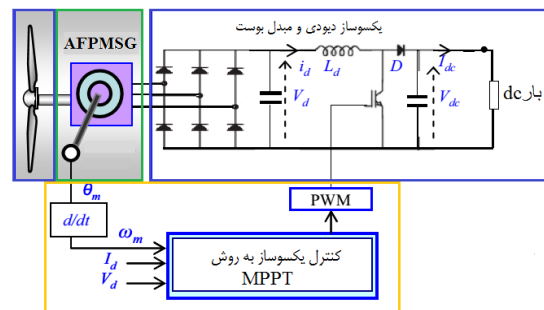 یکسوساز دیودی و مبدل بوست
AFPMSG
i_d
L_d
D
I_dc
V_d
V_dc
بار dc
θ_m
d/dt
ω_m
I_d
V_d
PWM
کنترل یکسوساز به روش
MPPT